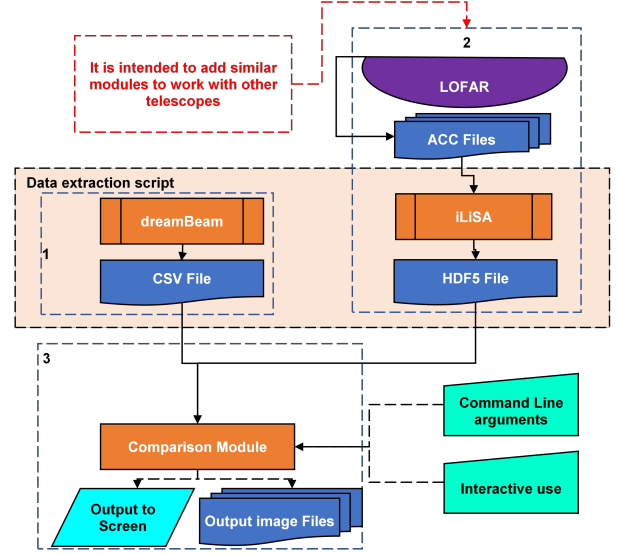 2
It is intended to add similar
modules to work with other
telescopes
LOFAR
ACC Files
Data extraction script
1
dreamBeam
iLiSA
CSV File
HDF5 File
3
Command Line
arguments
Comparison Module
Interactive use
Output to
Screen
Output image Files